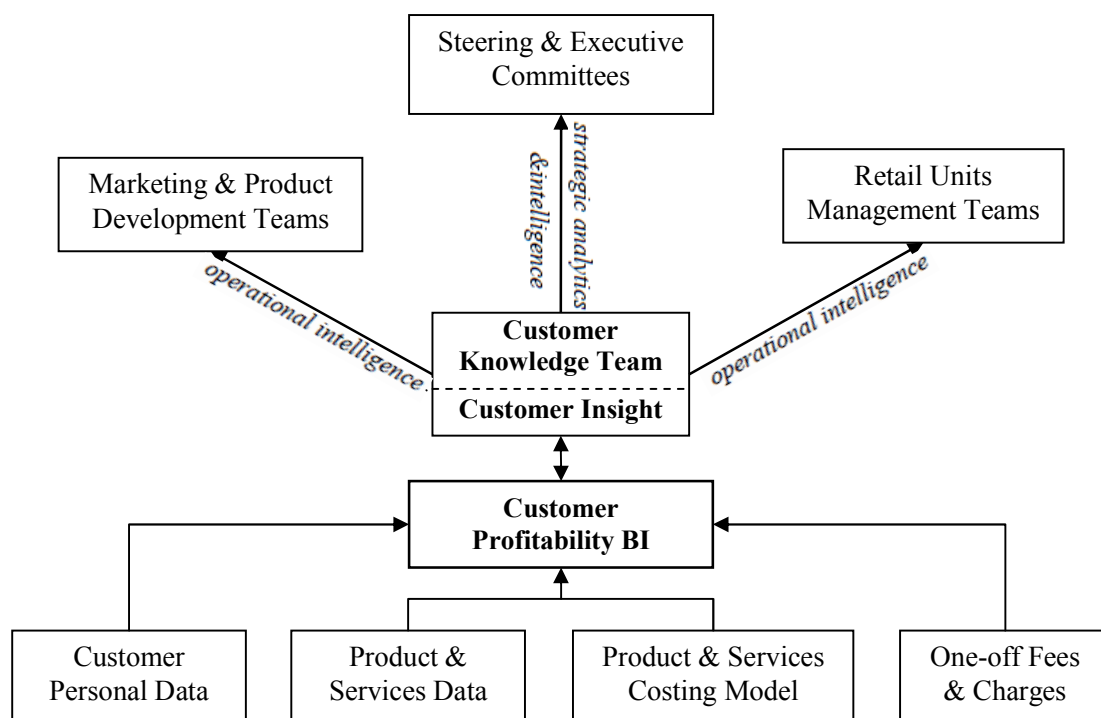 Steering & Executive
Committees
strategic analytics
&intelligence
Marketing & Product
Development Teams
Retail Units
Management Teams
operational intelligence
operational intelligence
Customer
Knowledge Team
Customer Insight
Customer
Profitability BI
Customer
Personal Data
Product &
Services Data
Product & Services
Costing Model
One-off Fees
& Charges